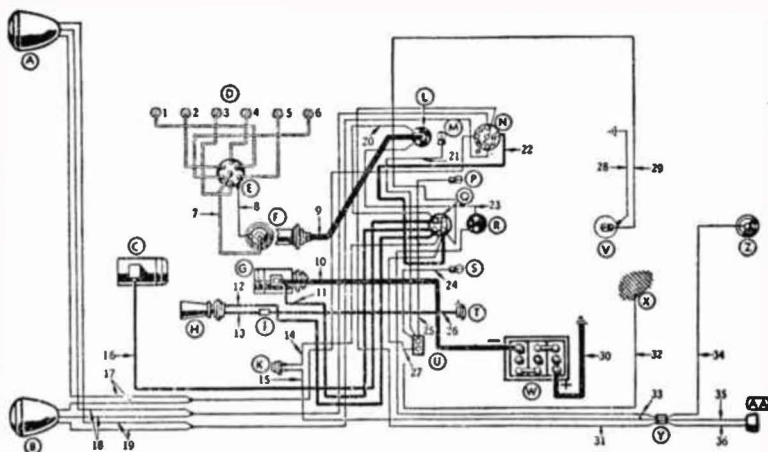 A
D
1 2 3 4 5 6
L
M
N
20
21
22
28
29
E
P
7
8
F
9
O
23
R
V
Z
C
G
10
11
S
24
X
12
H
13
J
T
14
25
26
U
16
K
15
27
W
30
32
34
17
33
35
AA
B
18
19
31
Y
36